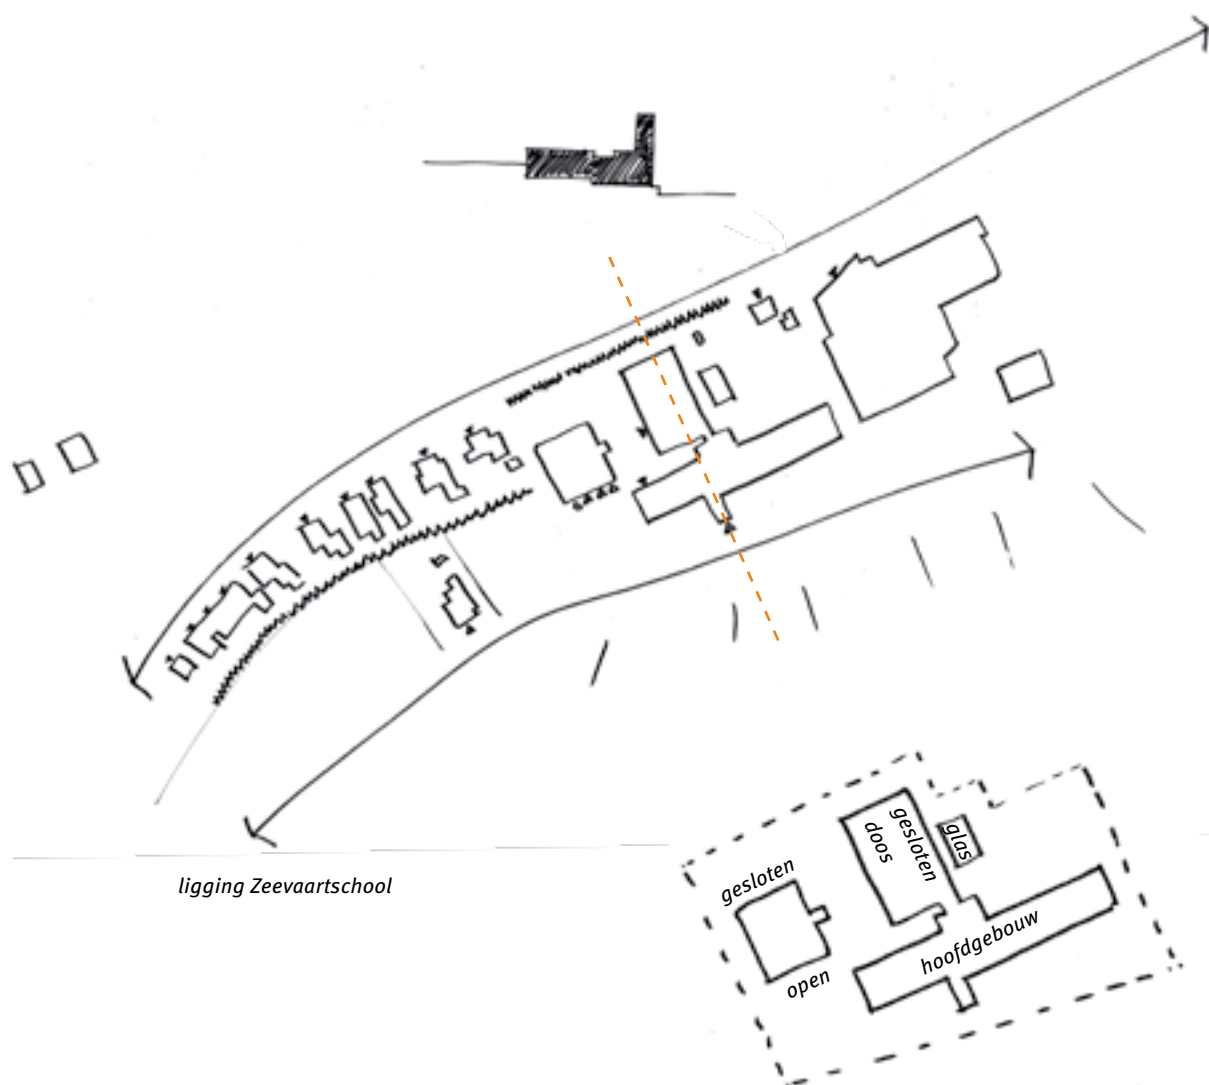 ligging Zeevaartschool
gesloten
doos
gesloten
glas
open
hoofdgebouw